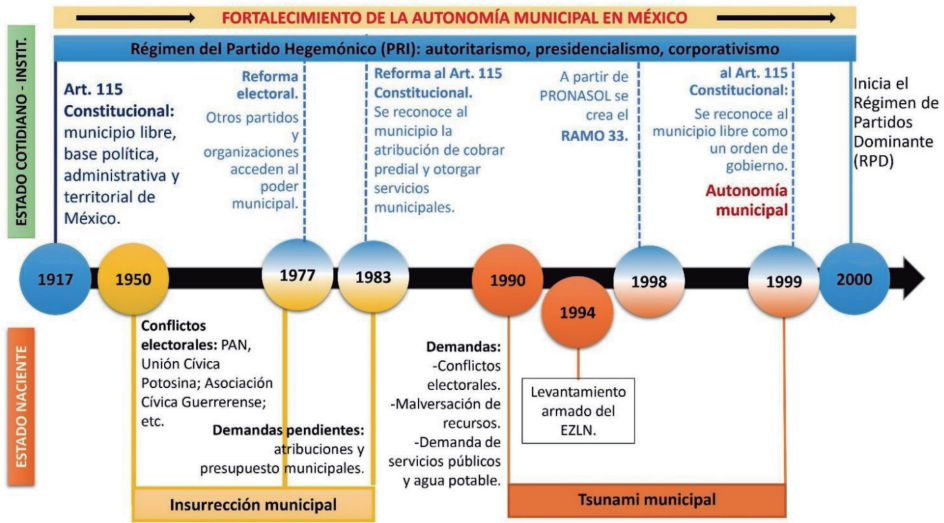 FORTALECIMIENTO DE LA AUTONOMÍA MUNICIPAL EN MÉXICO
Régimen del Partido Hegemónico (PRI): autoritarismo, presidencialismo, corporativismo
ESTADO COTIDIANO - INSTIT.
Art. 115
Constitucional:
municipio libre,
base política,
administrativa y
territorial de
México.
Reforma
electoral.
Otros partidos
y
organizaciones
acceden al
poder
municipal.
Reforma al Art. 115
Constitucional.
Se reconoce al
municipio la
atribución de cobrar
predial y otorgar
servicios
municipales.
A partir de
PRONASOL se
crea el
RAMO 33.
al Art. 115
Constitucional:
Se reconoce al
municipio libre como
un orden de
gobierno.
Autonomía
municipal
Inicia el
Régimen de
Partidos
Dominante
(RPD)
1917
1950
1977
1983
1990
1994
1998
1999
2000
ESTADO NACIENTE
Conflictos
electorales: PAN,
Unión Cívica
Potosina; Asociación
Cívica Guerrerense;
etc.
Demandas pendientes:
atribuciones y
presupuesto municipales.
Demandas:
-Conflictos
electorales.
-Malversación de
recursos.
-Demanda de
servicios públicos
y agua potable.
Levantamiento
armado del
EZLN.
Insurrección municipal
Tsunami municipal